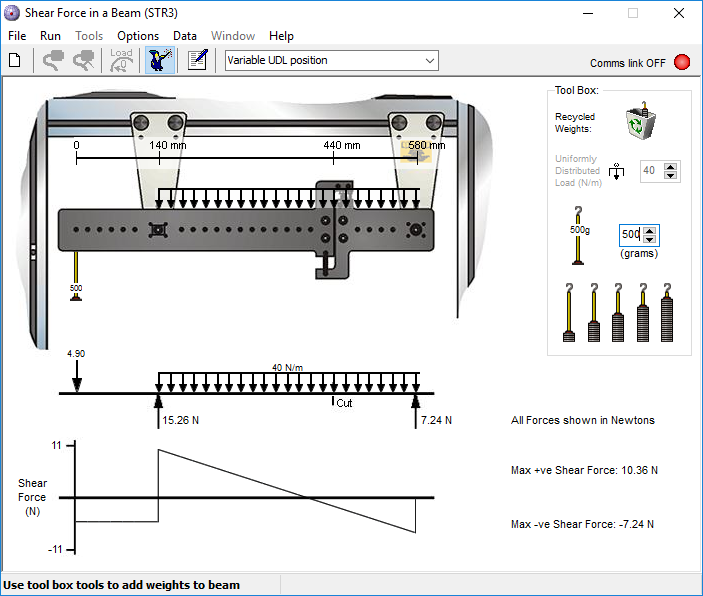 Shear Force in a Beam (STR3)
File Run Tools Options Data Window Help
Load
0
Variable UDL position
Comms link OFF
Tool Box:
Recycled
Weights:
0 140 mm 440 mm 580 mm
Uniformly
Distributed
Load (N/m)
40
500g
500
(grams)
500
4.90
40 N/m
Cut
15.26 N
7.24 N
All Forces shown in Newtons
11
Shear
Force
(N)
-11
Max +ve Shear Force: 10.36 N
Max -ve Shear Force: -7.24 N
Use tool box tools to add weights to beam